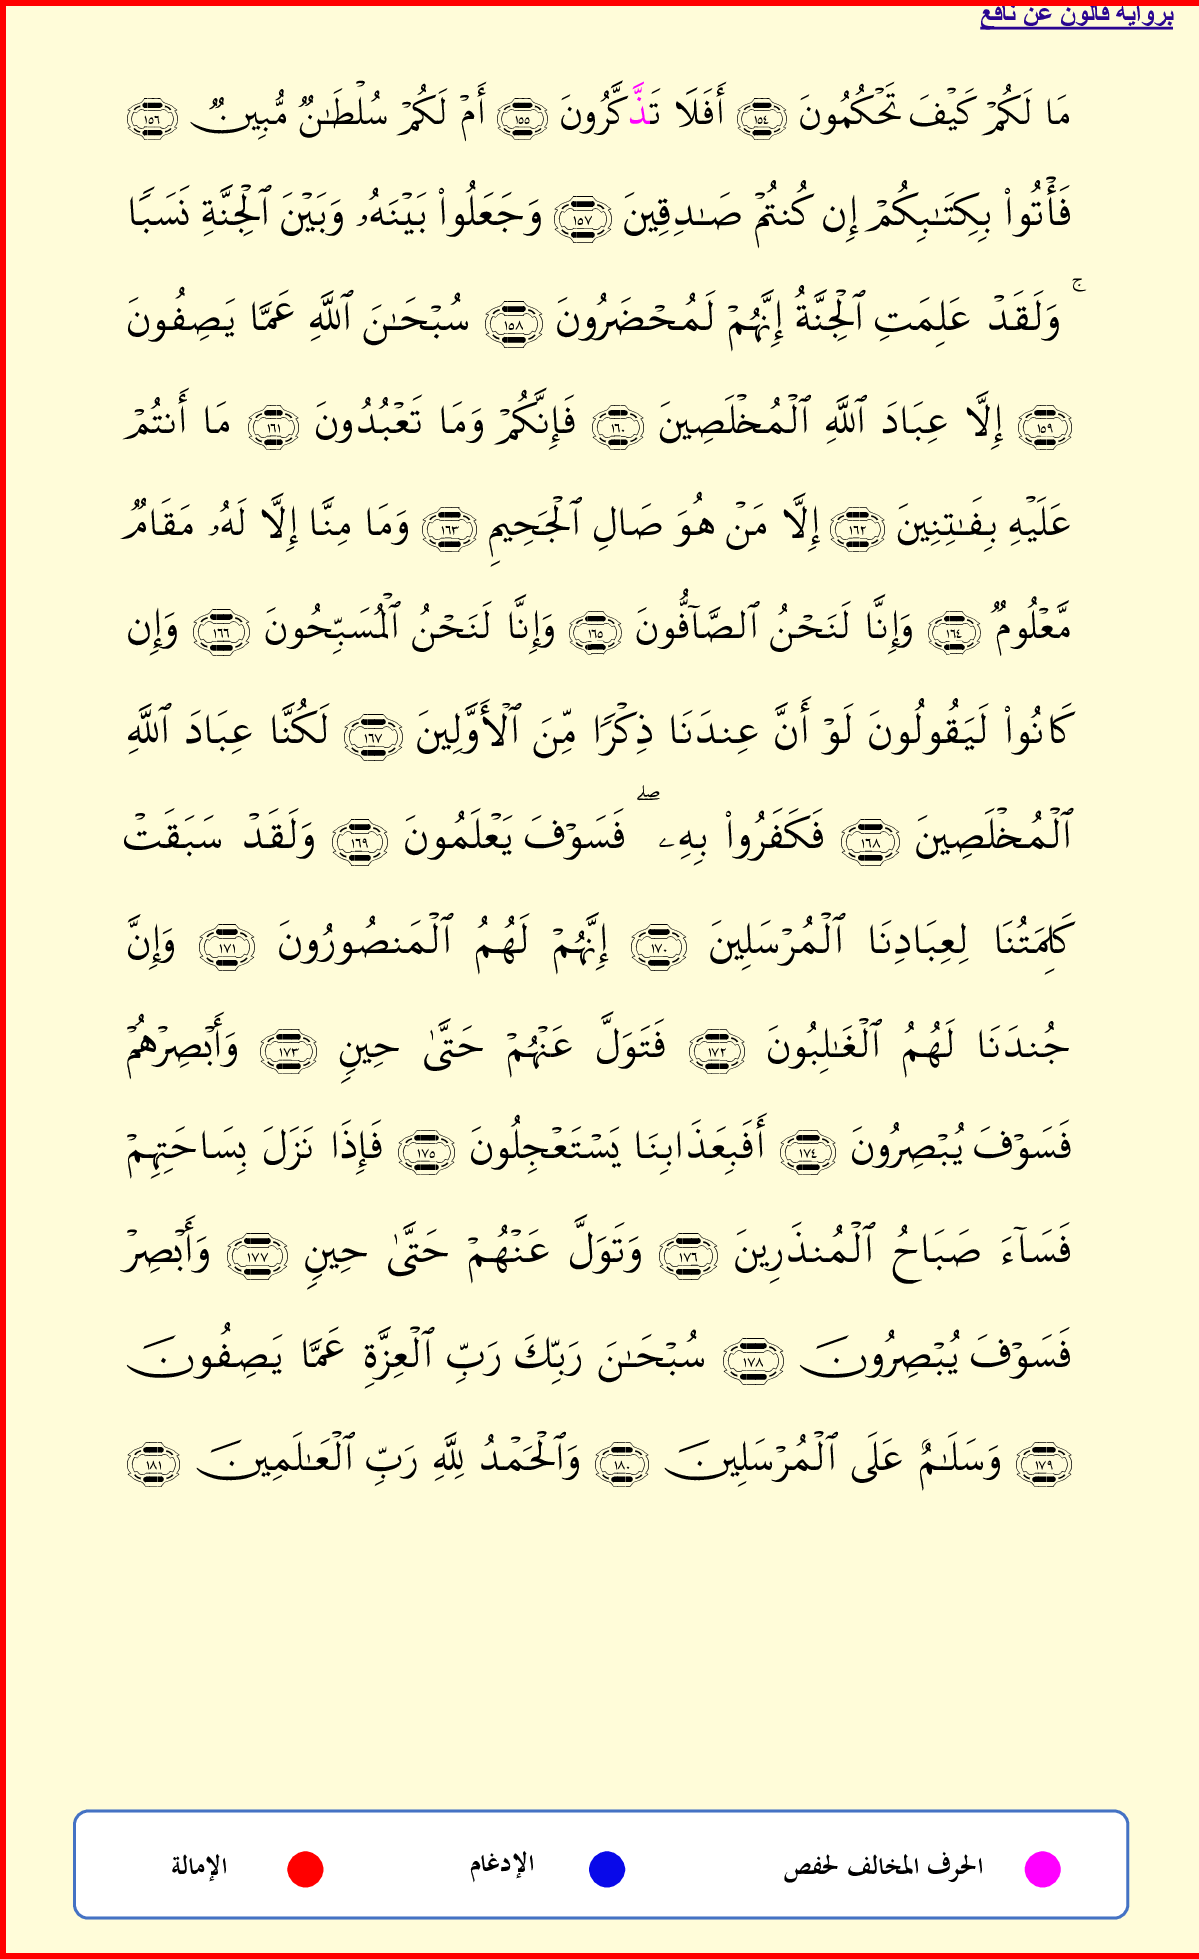 برواية قالون عن نافع
مَا لَكُمۡ كَيۡفَ تَحۡكُمُونَ ١٥٤ أَفَلَا تَذَّكَّرُونَ ١٥٥ أَمۡ لَكُمۡ سُلۡطَـٰنٞ مُّبِينٞ ١٥٦
فَأۡتُواْ بِكِتَـٰبِكُمۡ إِن كُنتُمۡ صَـٰدِقِينَ ١٥٧ وَجَعَلُواْ بَيۡنَهُۥ وَبَيۡنَ ٱلۡجِنَّةِ نَسَبٗا
ۚ وَلَقَدۡ عَلِمَتِ ٱلۡجِنَّةُ إِنَّهُمۡ لَمُحۡضَرُونَ ١٥٨ سُبۡحَـٰنَ ٱللَّهِ عَمَّا يَصِفُونَ
١٥٩ إِلَّا عِبَادَ ٱللَّهِ ٱلۡمُخۡلَصِينَ ١٦٠ فَإِنَّكُمۡ وَمَا تَعۡبُدُونَ ١٦١ مَا أَنتُمۡ
عَلَيۡهِ بِفَـٰتِنِينَ ١٦٢ إِلَّا مَنۡ هُوَ صَالِ ٱلۡجَحِيمِ ١٦٣ وَمَا مِنَّا إِلَّا لَهُۥ مَقَامٞ
مَّعۡلُومٞ ١٦٤ وَإِنَّا لَنَحۡنُ ٱلصَّآفُّونَ ١٦٥ وَإِنَّا لَنَحۡنُ ٱلۡمُسَبِّحُونَ ١٦٦ وَإِن
كَانُواْ لَيَقُولُونَ لَوۡ أَنَّ عِندَنَا ذِكۡرٗا مِّنَ ٱلۡأَوَّلِينَ ١٦٧ لَكُنَّا عِبَادَ ٱللَّهِ
ٱلۡمُخۡلَصِينَ ١٦٨ فَكَفَرُواْ بِهِۦ ۖ فَسَوۡفَ يَعۡلَمُونَ ١٦٩ وَلَقَدۡ سَبَقَتۡ
كَلِمَتُنَا لِعِبَادِنَا ٱلۡمُرۡسَلِينَ ١٧٠ إِنَّهُمۡ لَهُمُ ٱلۡمَنصُورُونَ ١٧١ وَإِنَّ
جُندَنَا لَهُمُ ٱلۡغَـٰلِبُونَ ١٧٢ فَتَوَلَّ عَنۡهُمۡ حَتَّىٰ حِينٖ ١٧٣ وَأَبۡصِرۡهُمۡ
فَسَوۡفَ يُبۡصِرُونَ ١٧٤ أَفَبِعَذَابِنَا يَسۡتَعۡجِلُونَ ١٧٥ فَإِذَا نَزَلَ بِسَاحَتِهِمۡ
فَسَآءَ صَبَاحُ ٱلۡمُنذَرِينَ ١٧٦ وَتَوَلَّ عَنۡهُمۡ حَتَّىٰ حِينٖ ١٧٧ وَأَبۡصِرۡ
فَسَوۡفَ يُبۡصِرُونَ ١٧٨ سُبۡحَـٰنَ رَبِّكَ رَبِّ ٱلۡعِزَّةِ عَمَّا يَصِفُونَ
١٧٩ وَسَلَـٰمٌ عَلَى ٱلۡمُرۡسَلِينَ ١٨٠ وَٱلۡحَمۡدُ لِلَّهِ رَبِّ ٱلۡعَـٰلَمِينَ ١٨١
الحرف المخالف لحفص الإدغام الإمالة